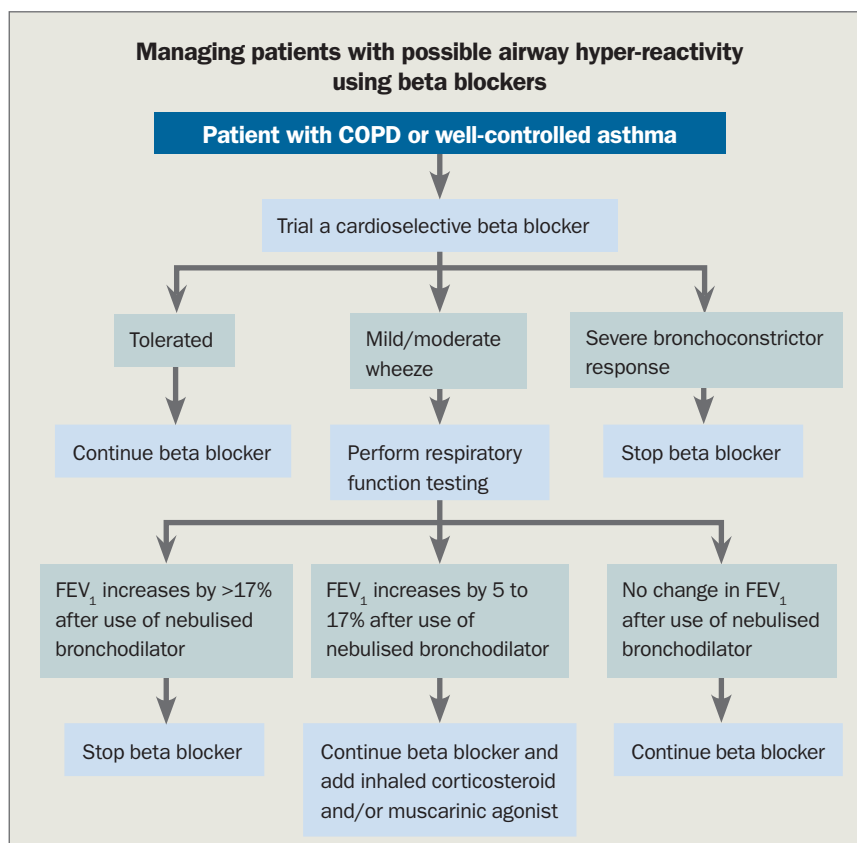 Managing patients with possible airway hyper-reactivity
using beta blockers
Patient with COPD or well-controlled asthma
Trial a cardioselective beta blocker
Tolerated
Mild/moderate
wheeze
Severe bronchoconstrictor
response
Continue beta blocker
Perform respiratory
function testing
Stop beta blocker
FEV₁ increases by >17%
after use of nebulised
bronchodilator
FEV₁ increases by 5 to
17% after use of
nebulised bronchodilator
No change in FEV₁
after use of nebulised
bronchodilator
Stop beta blocker
Continue beta blocker and
add inhaled corticosteroid
and/or muscarinic agonist
Continue beta blocker